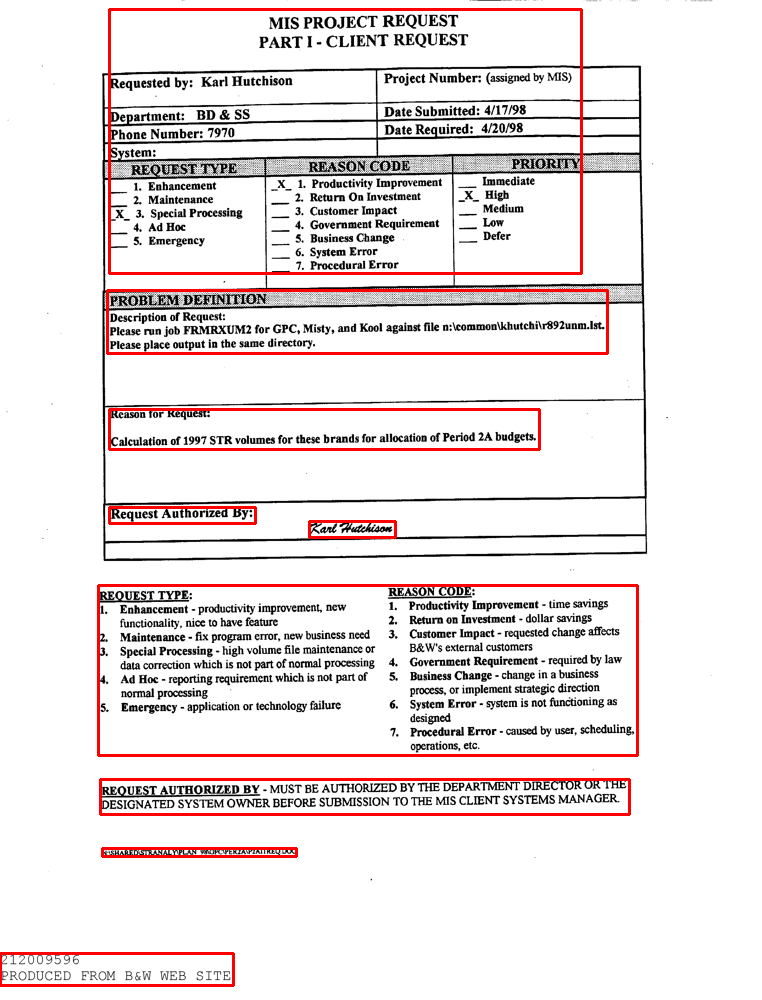 MIS PROJECT REQUEST
PART I - CLIENT REQUEST
Requested by: Karl Hutchison
Project Number: (assigned by MIS)
Department: BD & SS
Date Submitted: 4/17/98
Phone Number: 7970
Date Required: 4/20/98
System:
REQUEST TYPE
___ 1. Enhancement
___ 2. Maintenance
_X_ 3. Special Processing
___ 4. Ad Hoc
___ 5. Emergency
REASON CODE
_X_ 1. Productivity Improvement
___ 2. Return On Investment
___ 3. Customer Impact
___ 4. Government Requirement
___ 5. Business Change
___ 6. System Error
___ 7. Procedural Error
PRIORITY
___ Immediate
_X_ High
___ Medium
___ Low
___ Defer
PROBLEM DEFINITION
Description of Request:
Please run job FRMRXUM2 for GPC, Misty, and Kool against file n:\common\khutchi\r892unm.lst.
Please place output in the same directory.
Reason for Request:
Calculation of 1997 STR volumes for these brands for allocation of Period 2A budgets.
Request Authorized By:
Karl Hutchison
REQUEST TYPE:
1. Enhancement - productivity improvement, new
functionality, nice to have feature
2. Maintenance - fix program error, new business need
3. Special Processing - high volume file maintenance or
data correction which is not part of normal processing
4. Ad Hoc - reporting requirement which is not part of
normal processing
5. Emergency - application or technology failure
REASON CODE:
1. Productivity Improvement - time savings
2. Return on Investment - dollar savings
3. Customer Impact - requested change affects
B&W's external customers
4. Government Requirement - required by law
5. Business Change - change in a business
process, or implement strategic direction
6. System Error - system is not functioning as
designed
7. Procedural Error - caused by user, scheduling,
operations, etc.
REQUEST AUTHORIZED BY - MUST BE AUTHORIZED BY THE DEPARTMENT DIRECTOR OR THE
DESIGNATED SYSTEM OWNER BEFORE SUBMISSION TO THE MIS CLIENT SYSTEMS MANAGER.
212009596
PRODUCED FROM B&W WEB SITE